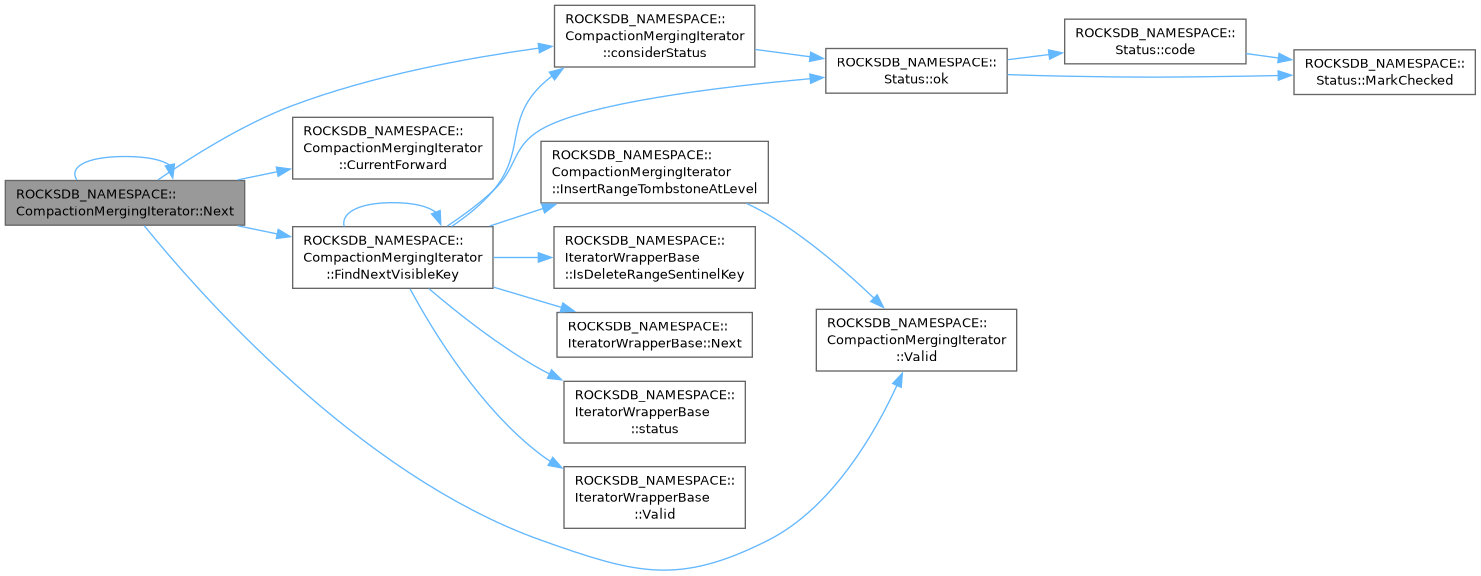 ROCKSDB_NAMESPACE::
CompactionMergingIterator::Next
ROCKSDB_NAMESPACE::
CompactionMergingIterator
::considerStatus
ROCKSDB_NAMESPACE::
CompactionMergingIterator
::CurrentForward
ROCKSDB_NAMESPACE::
CompactionMergingIterator
::FindNextVisibleKey
ROCKSDB_NAMESPACE::
Status::ok
ROCKSDB_NAMESPACE::
Status::code
ROCKSDB_NAMESPACE::
Status::MarkChecked
ROCKSDB_NAMESPACE::
CompactionMergingIterator
::InsertRangeTombstoneAtLevel
ROCKSDB_NAMESPACE::
IteratorWrapperBase
::IsDeleteRangeSentinelKey
ROCKSDB_NAMESPACE::
IteratorWrapperBase::Next
ROCKSDB_NAMESPACE::
IteratorWrapperBase
::status
ROCKSDB_NAMESPACE::
IteratorWrapperBase
::Valid
ROCKSDB_NAMESPACE::
CompactionMergingIterator
::Valid